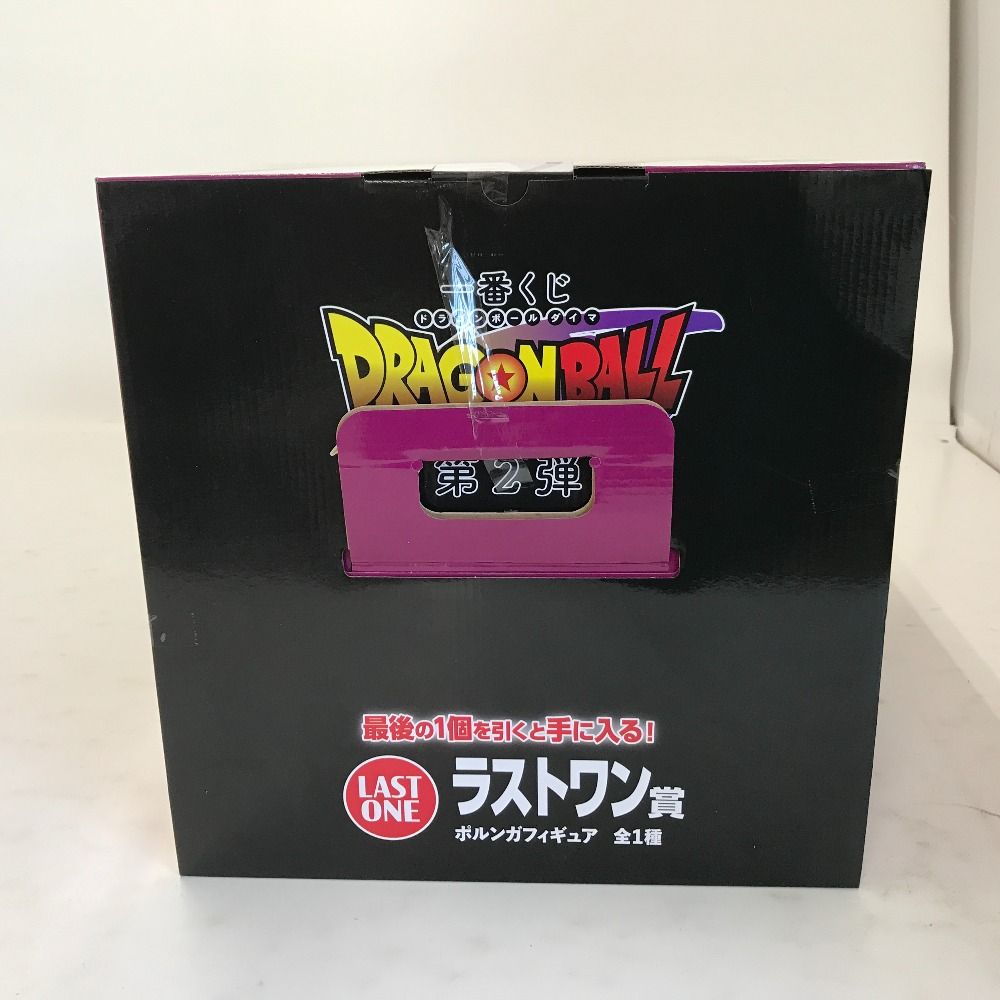 一番くじ
ドラゴンボールダイマ
DRAGON BALL
第2弾
最後の1個を引くと手に入る!
LAST ONE
ラストワン賞
ポルンガフィギュア 全1種